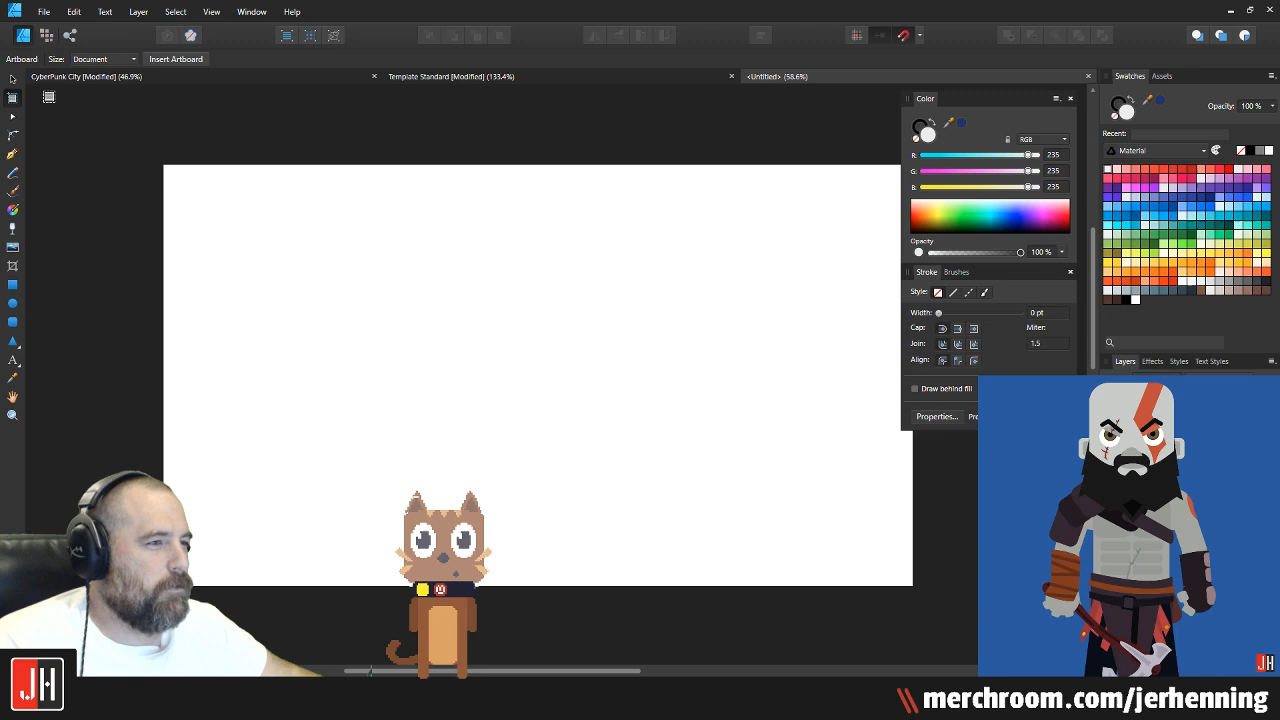 File Edit Text Layer Select View Window Help
Artboard Size: Document Insert Artboard
CyberPunk City [Modified] (46.9%) Template Standard [Modified] (133.4%) <Untitled> (58.6%)
Swatches Assets
Color
Opacity: 100 %
RGB
Recent:
R: 235
Material
G: 235
B: 235
Opacity
100 %
Stroke Brushes
Style:
Width: 0 pt
Cap: Miter:
Join: 1.5
Align:
Layers Effects Styles Text Styles
Draw behind fill
Properties...
JH
JH
merchroom.com/jerhenning